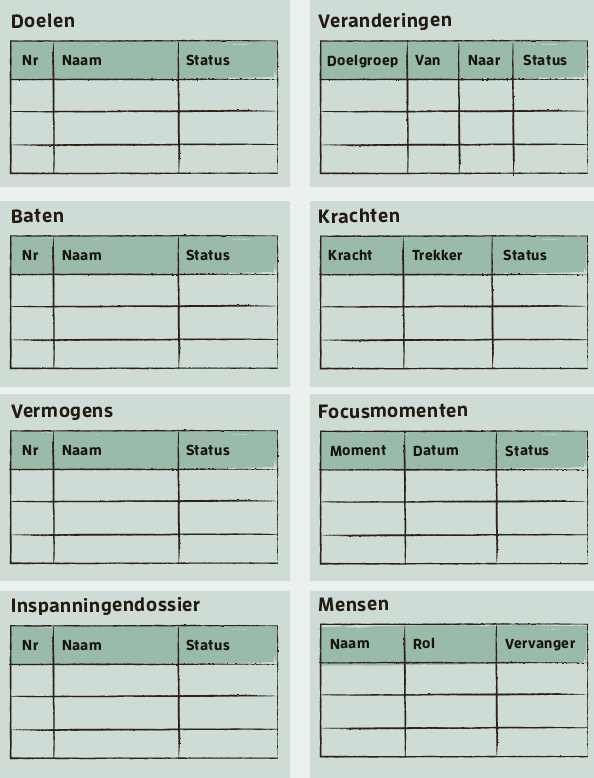 Doelen
Nr Naam Status
Veranderingen
Doelgroep Van Naar Status
Baten
Nr Naam Status
Krachten
Kracht Trekker Status
Vermogens
Nr Naam Status
Focusmomenten
Moment Datum Status
Inspanningendossier
Nr Naam Status
Mensen
Naam Rol Vervanger